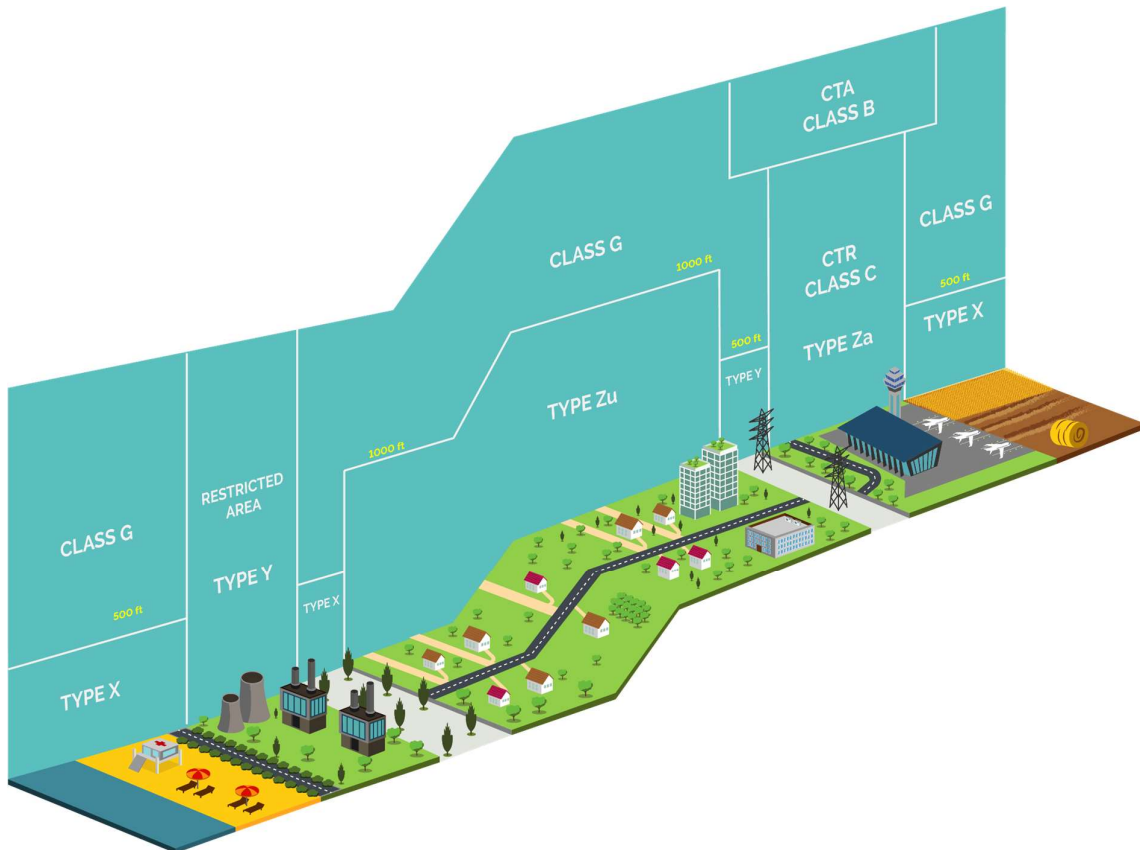 CTA
CLASS B
CLASS G
1000 ft
CLASS G
CTR
CLASS C
500 ft
TYPE X
500 ft
TYPE Za
TYPE Y
TYPE Zu
1000 ft
RESTRICTED
AREA
CLASS G
TYPE Y
TYPE X
500 ft
TYPE X